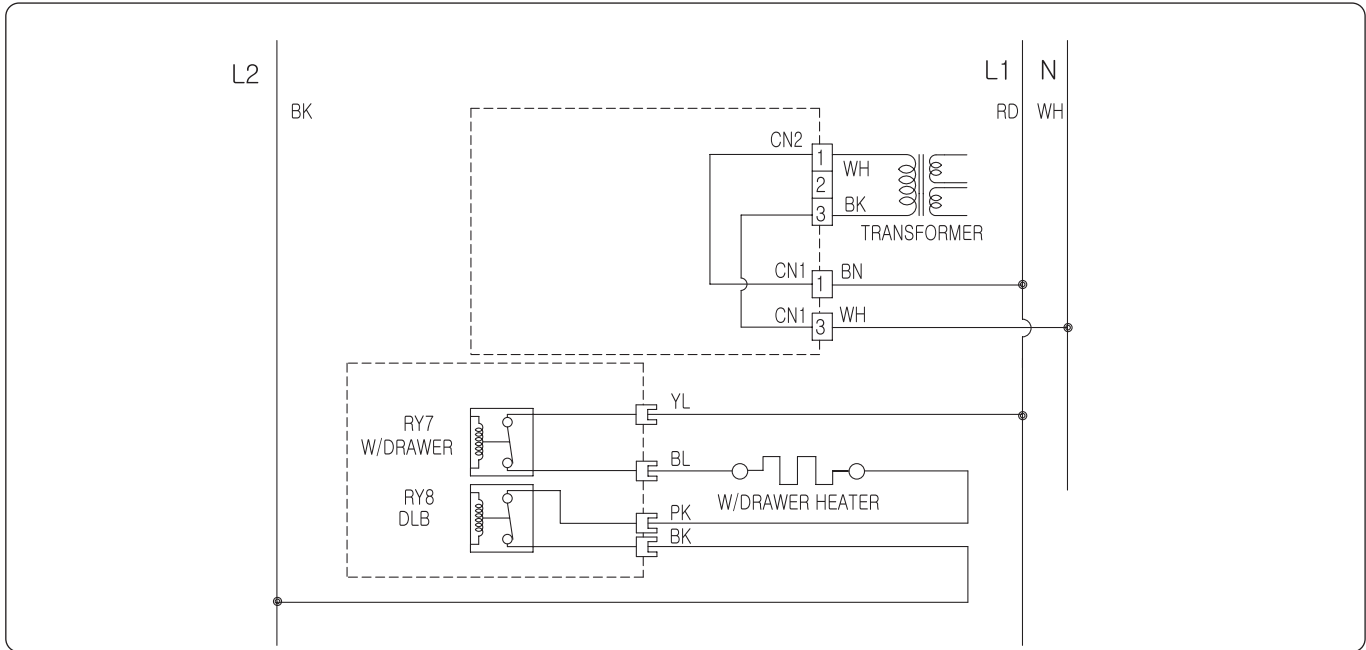 L2
L1 N
BK
RD WH
CN2
1
WH
2
3
BK
TRANSFORMER
CN1
1
BN
CN1
3
WH
YL
RY7
W/DRAWER
BL
W/DRAWER HEATER
RY8
DLB
PK
BK